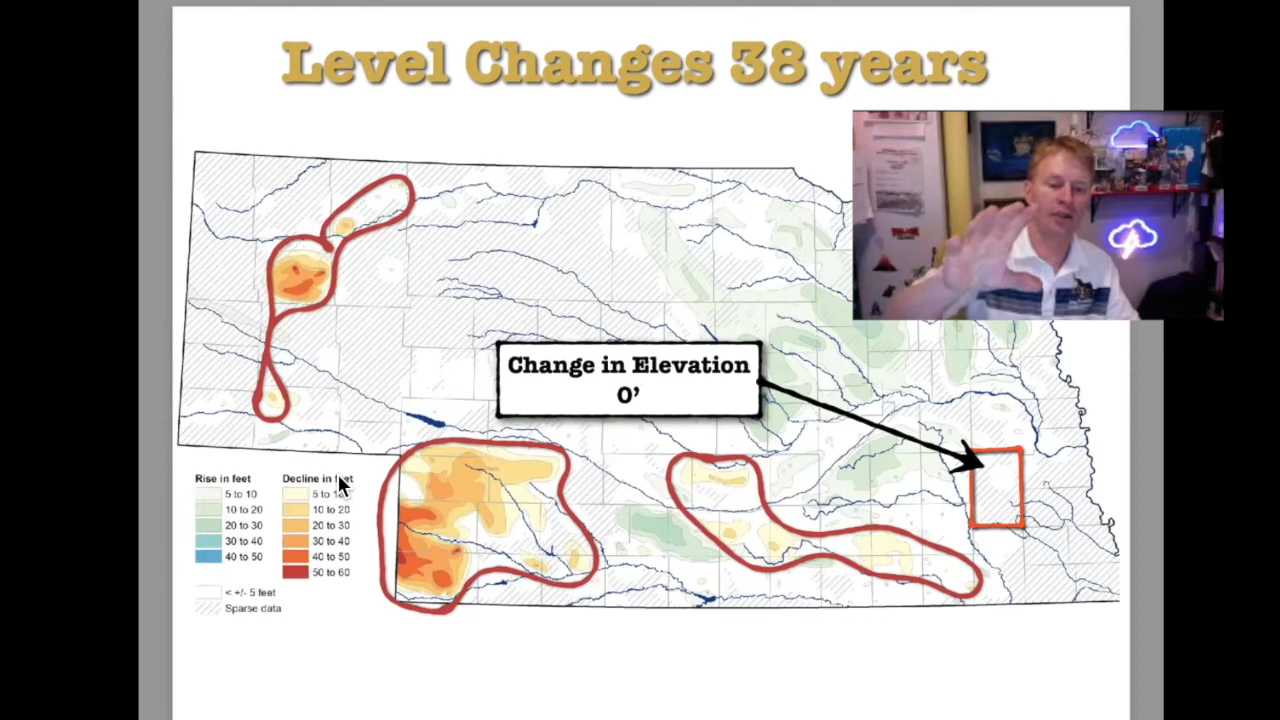 Level Changes 38 years
Change in Elevation
0'
Rise in feet
5 to 10
10 to 20
20 to 30
30 to 40
40 to 50
Decline in feet
5 to 10
10 to 20
20 to 30
30 to 40
40 to 50
50 to 60
< +/- 5 feet
Sparse data